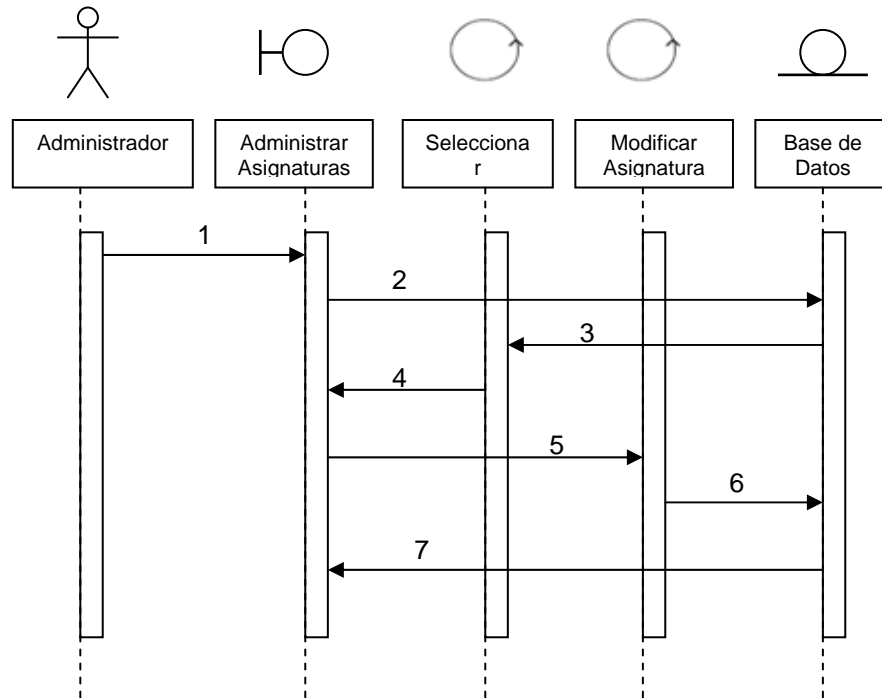 Administrador
Administrar
Asignaturas
Selecciona
r
Modificar
Asignatura
Base de
Datos
1
2
3
4
5
6
7